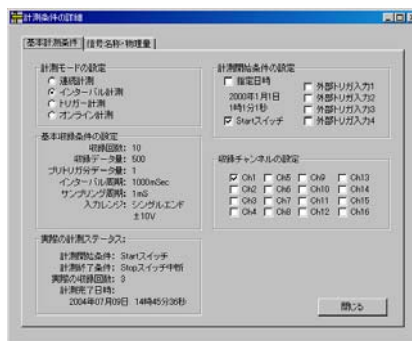 計測条件の詳細
基本計測条件
信号名称・物理量
計測モードの設定
連続計測
インターバル計測
トリガー計測
オンライン計測
基本収録条件の設定
収録回数: 10
収録データ量: 500
プリトリガ分データ量: 1
インターバル周期: 1000mSec
サンプリング周期: 1mS
入力レンジ: シングルエンド
±10V
実際の計測ステータス:
計測開始条件: Startスイッチ
計測終了条件: Stopスイッチ中断
実際の収録回数: 3
計測完了日時:
2004年07月09日 14時45分36秒
計測開始条件の設定
指定日時
2000年1月1日
1時1分1秒
Startスイッチ
外部トリガ入力1
外部トリガ入力2
外部トリガ入力3
外部トリガ入力4
収録チャンネルの設定
Ch1 Ch5 Ch9 Ch13
Ch2 Ch6 Ch10 Ch14
Ch3 Ch7 Ch11 Ch15
Ch4 Ch8 Ch12 Ch16
閉じる